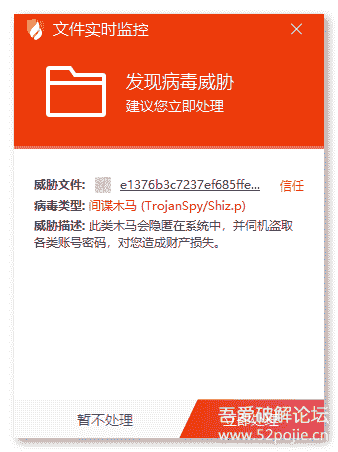 文件实时监控
发现病毒威胁
建议您立即处理
威胁文件: e1376b3c7237ef685ffe... 信任
病毒类型: 间谍木马 (TrojanSpy/Shiz.p)
威胁描述: 此类木马会隐匿在系统中，并伺机盗取
各类账号密码，对您造成财产损失。
暂不处理 立即处理
吾爱破解论坛
www.52pojie.cn